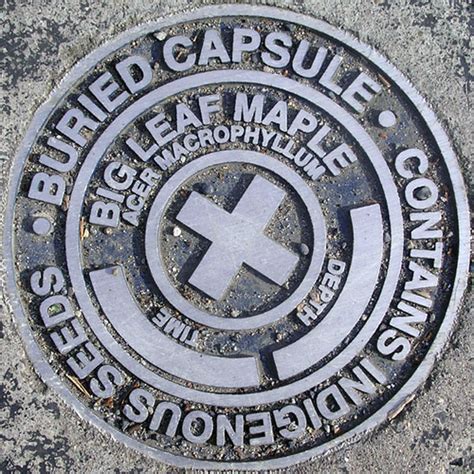 BURIED CAPSULE • CONTAINS INDIGENOUS SEEDS •
BIG LEAF MAPLE
ACER MACROPHYLLUM
TIME
DEPTH